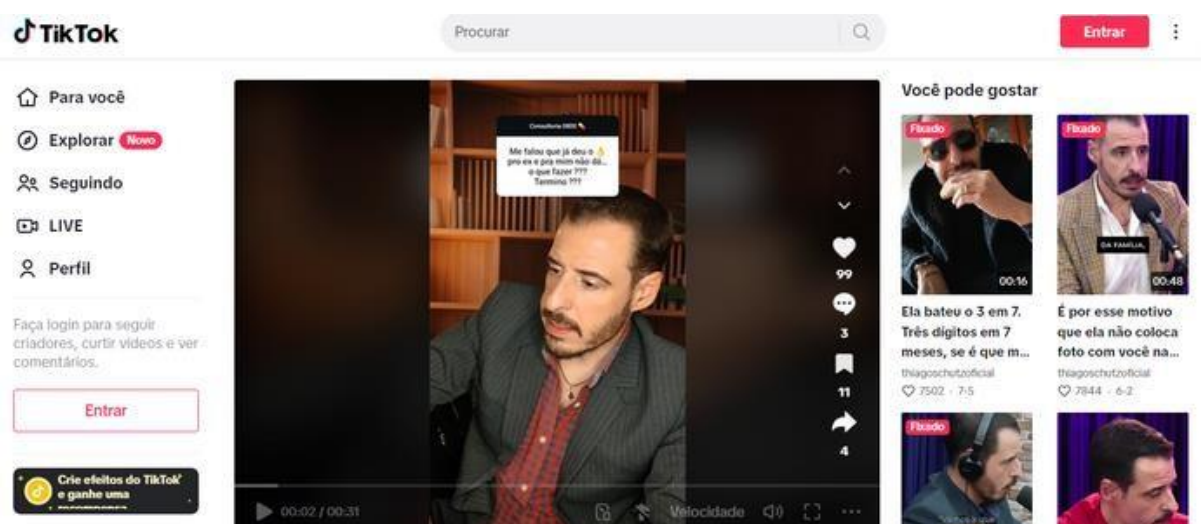 TikTok
Procurar
Entrar
Para você
Explorar Novo
Seguindo
LIVE
Perfil
Faça login para seguir
criadores, curtir vídeos e ver
comentários.
Entrar
Crie efeitos do TikTok
e ganhe uma
Consultoria
Me falou que já deu o 👌
pro ex e pra mim não dá...
o que fazer ???
Termino ???
99
3
11
4
00:02 / 00:31
Velocidade
Você pode gostar
Fixado
00:16
Ela bateu o 3 em 7.
Três dígitos em 7
meses, se é que m...
thiagoschutzoficial
7502 · 7-5
Fixado
DA FAMÍLIA,
00:48
É por esse motivo
que ela não coloca
foto com você na...
thiagoschutzoficial
7844 · 6-2
Fixado